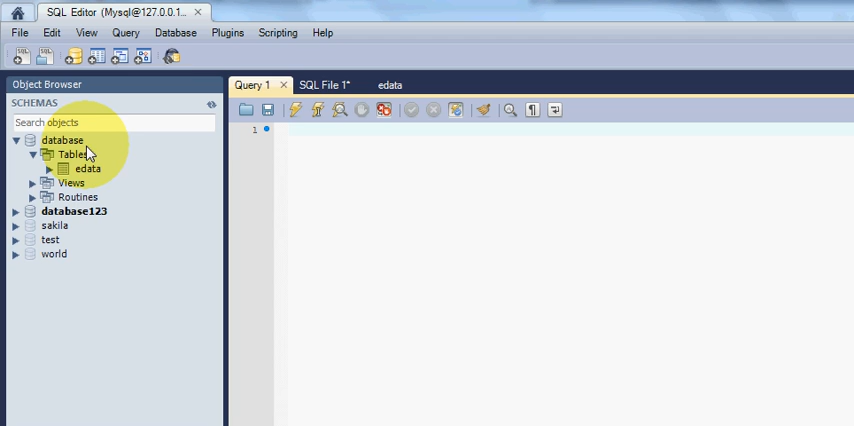 SQL Editor (Mysql@127.0.0.1...
File Edit View Query Database Plugins Scripting Help
Object Browser
Query 1 SQL File 1* edata
SCHEMAS
Search objects
1
database
Tables
edata
Views
Routines
database123
sakila
test
world